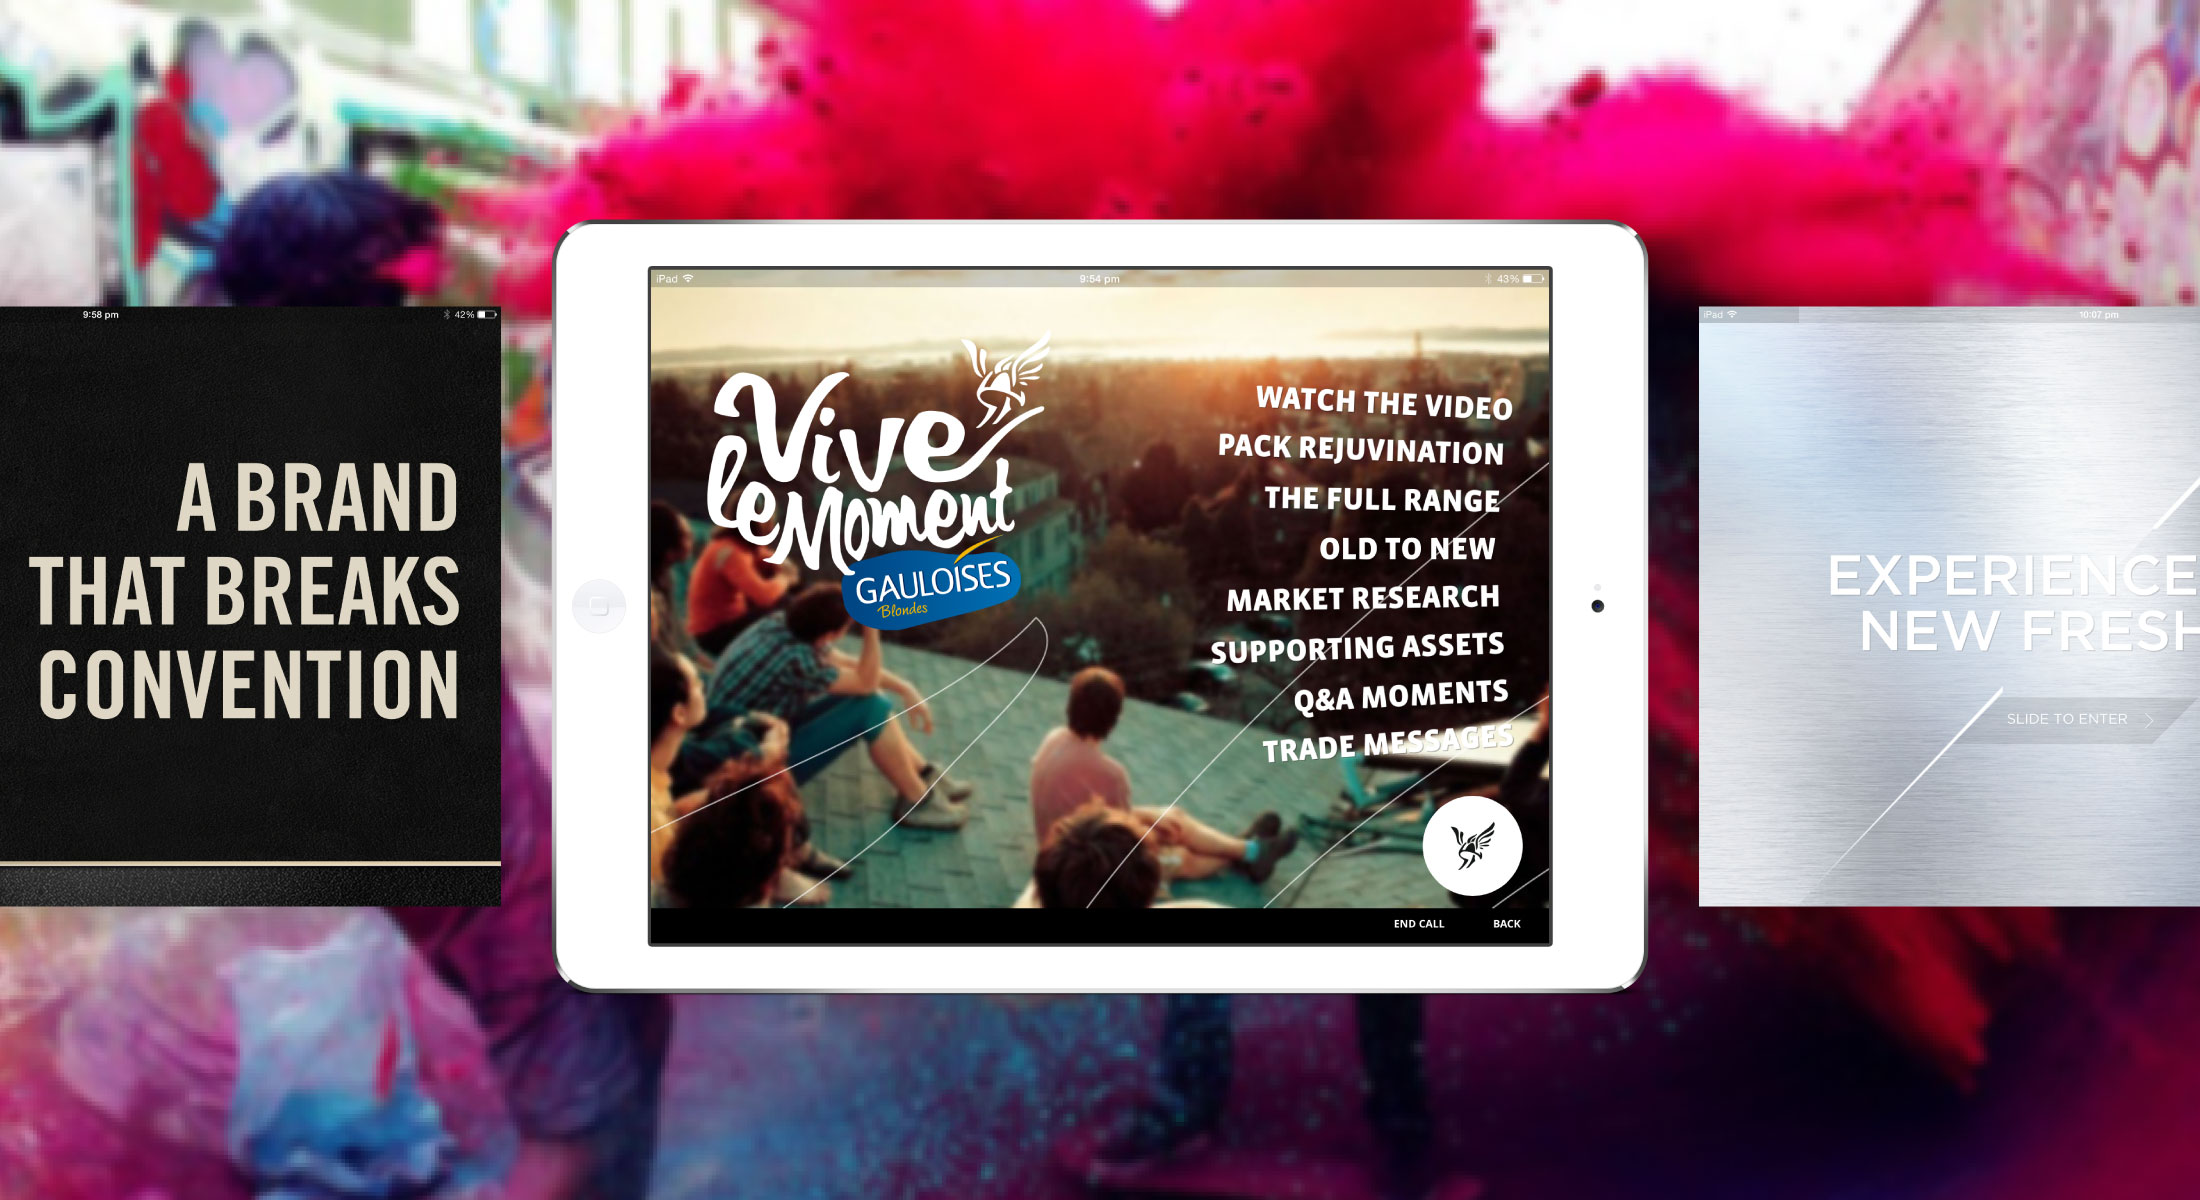 9:58 pm
42%
A BRAND
THAT BREAKS
CONVENTION
iPad
9:54 pm
43%
Vive
le Moment
GAULOISES
Blondes
WATCH THE VIDEO
PACK REJUVINATION
THE FULL RANGE
OLD TO NEW
MARKET RESEARCH
SUPPORTING ASSETS
Q&A MOMENTS
TRADE MESSAGES
END CALL
BACK
iPad
10:07 pm
EXPERIENCE
NEW FRESH
SLIDE TO ENTER